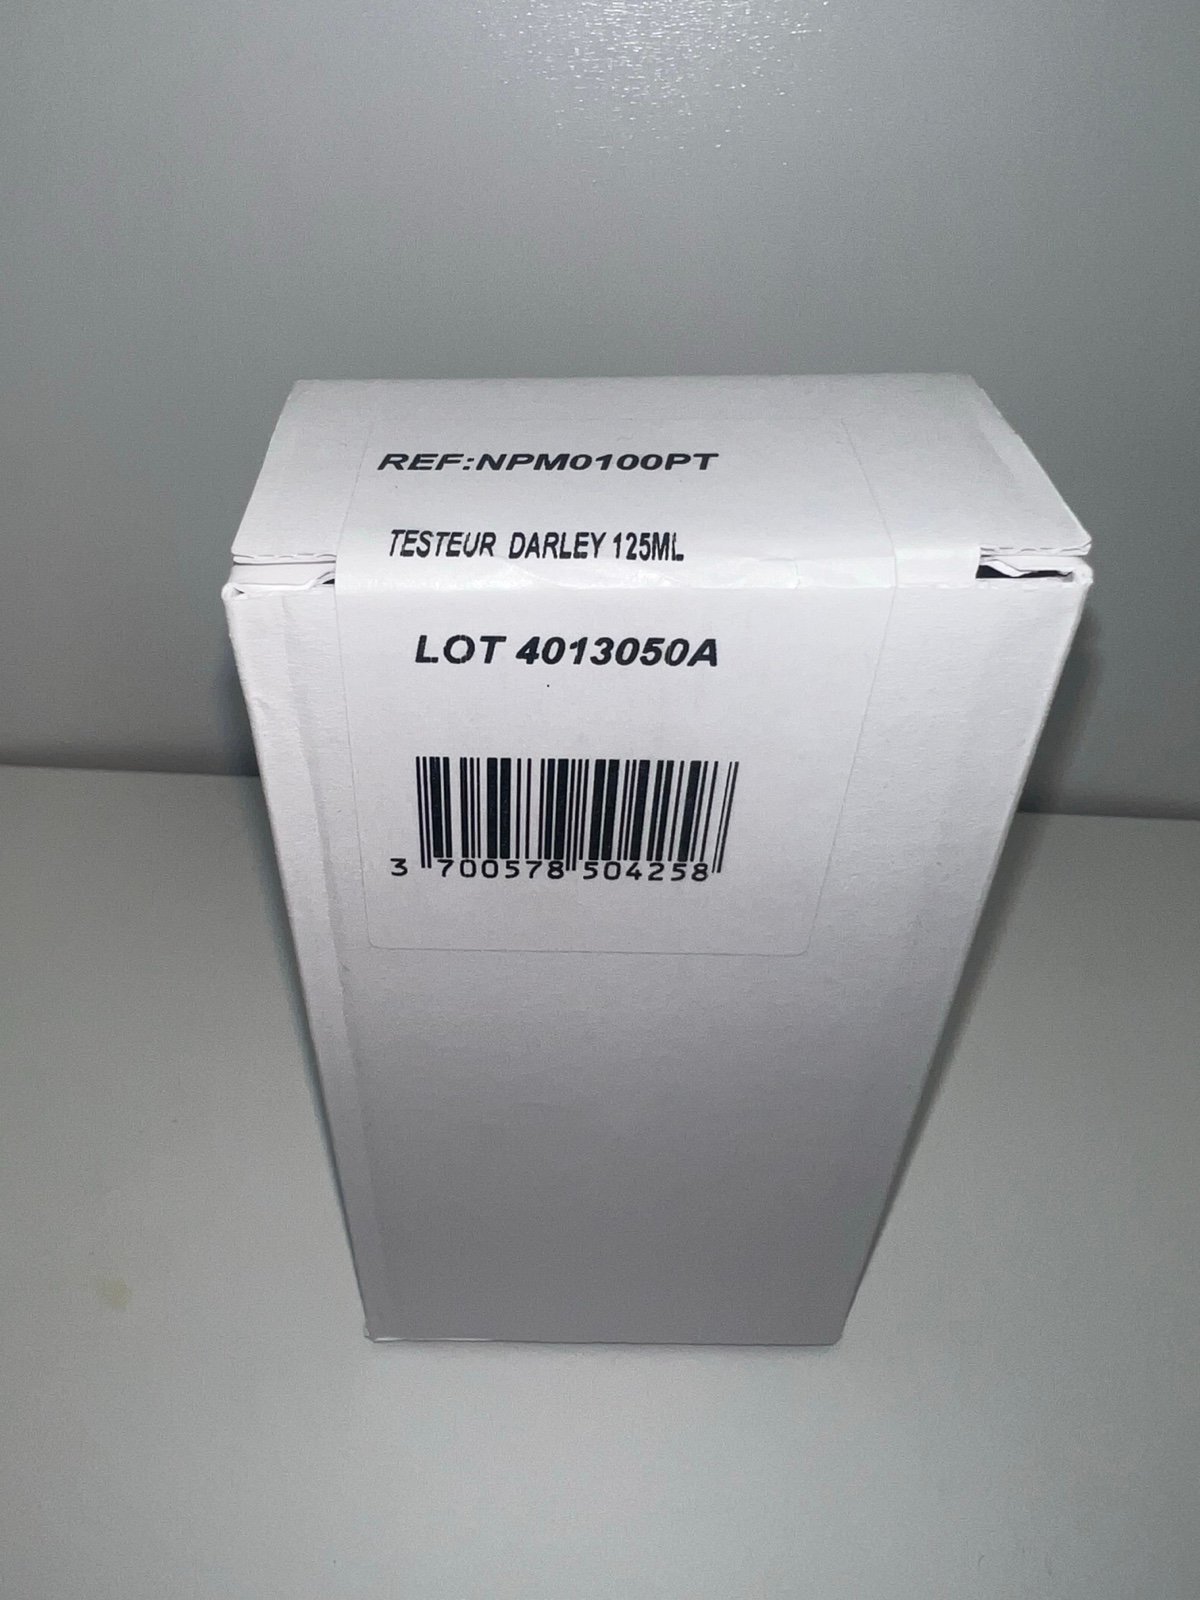 REF:NPM0100PT
TESTEUR DARLEY 125ML
LOT 4013050A
3 700578 504258